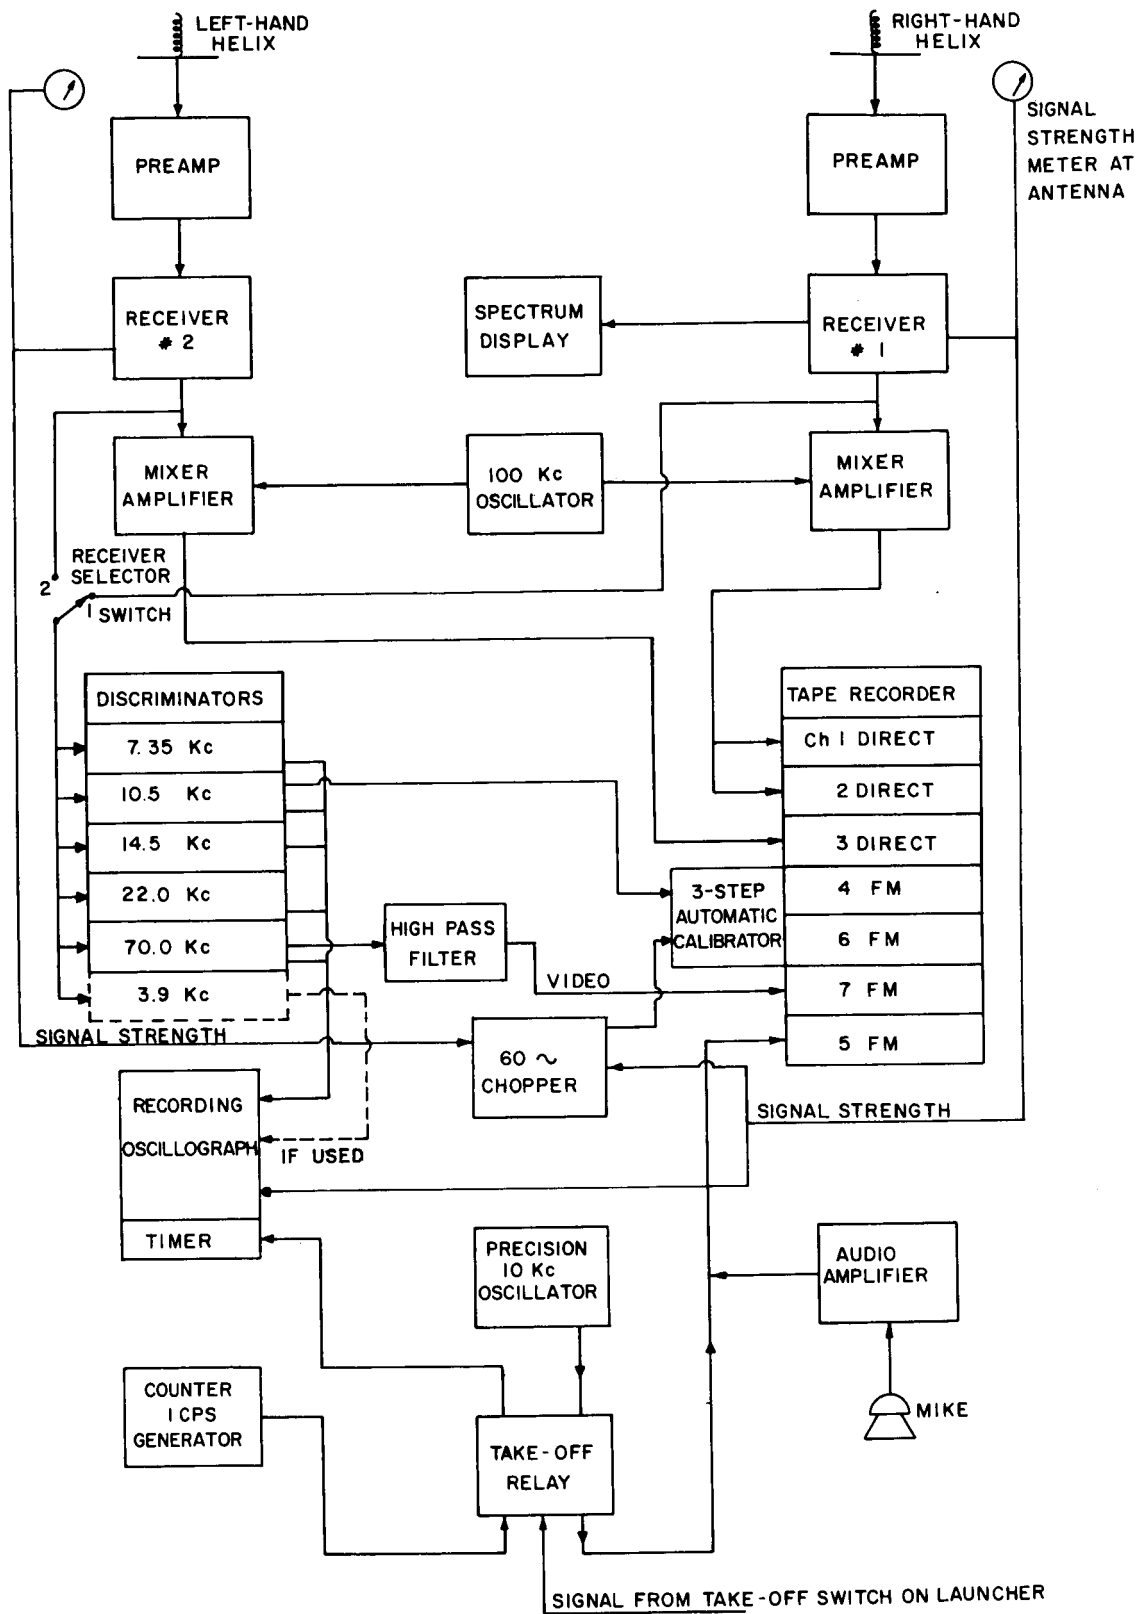 LEFT-HAND
HELIX
RIGHT-HAND
HELIX
SIGNAL
STRENGTH
METER AT
ANTENNA
PREAMP
PREAMP
RECEIVER
# 2
SPECTRUM
DISPLAY
RECEIVER
# 1
MIXER
AMPLIFIER
100 Kc
OSCILLATOR
MIXER
AMPLIFIER
RECEIVER
SELECTOR
2
1 SWITCH
DISCRIMINATORS
7.35 Kc
10.5 Kc
14.5 Kc
22.0 Kc
70.0 Kc
3.9 Kc
TAPE RECORDER
Ch 1 DIRECT
2 DIRECT
3 DIRECT
4 FM
6 FM
7 FM
5 FM
3-STEP
AUTOMATIC
CALIBRATOR
HIGH PASS
FILTER
VIDEO
SIGNAL STRENGTH
60 ~
CHOPPER
SIGNAL STRENGTH
RECORDING
OSCILLOGRAPH
IF USED
TIMER
PRECISION
10 Kc
OSCILLATOR
AUDIO
AMPLIFIER
COUNTER
1 CPS
GENERATOR
TAKE-OFF
RELAY
MIKE
SIGNAL FROM TAKE-OFF SWITCH ON LAUNCHER